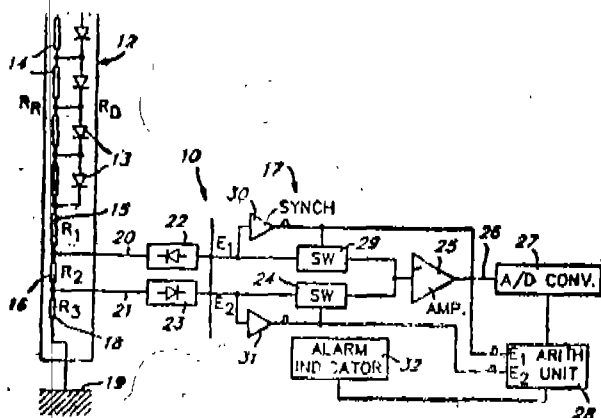 14
12
R_R
R_D
13
10
17
30
SYNCH
15
R1
20
22
E1
29
SW
26
27
25
A/D CONV.
R2
24
16
SW
AMP.
R3
21
23
E2
18
31
ALARM INDICATOR
32
E1 ARITH
E2 UNIT
19
28